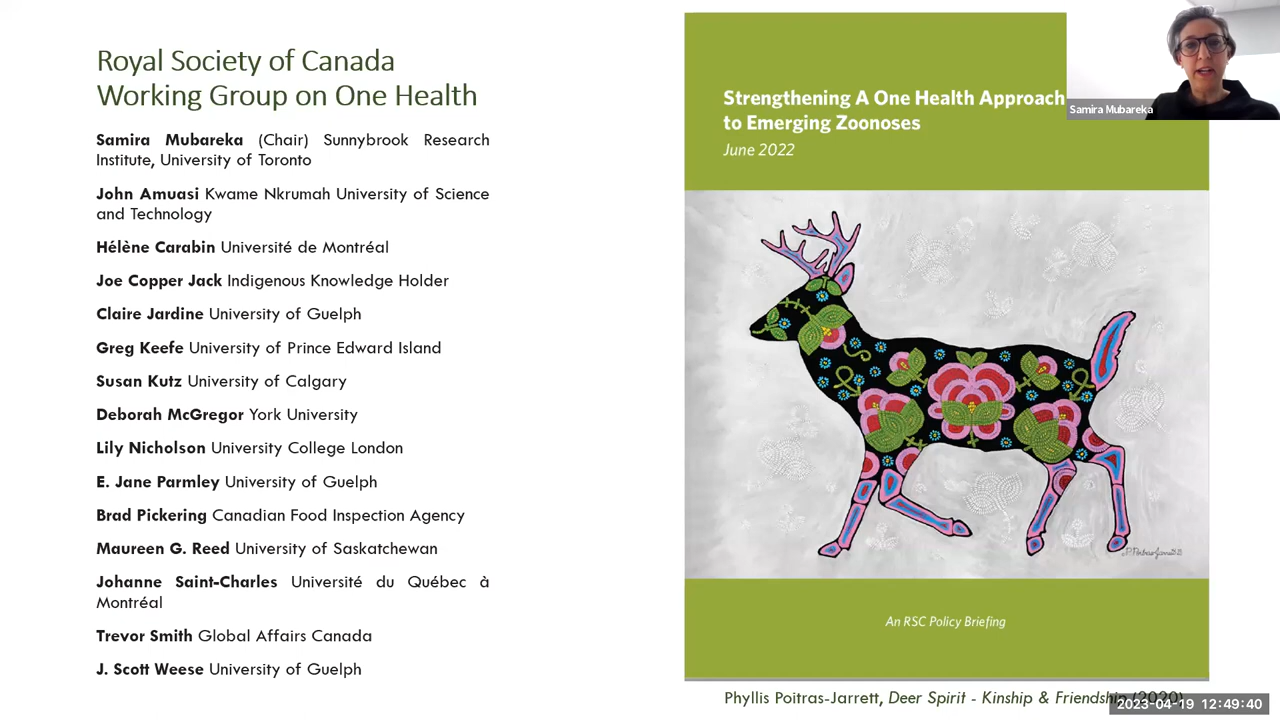 Royal Society of Canada
Working Group on One Health
Samira Mubareka (Chair) Sunnybrook Research
Institute, University of Toronto
John Amuasi Kwame Nkrumah University of Science
and Technology
Hélène Carabin Université de Montréal
Joe Copper Jack Indigenous Knowledge Holder
Claire Jardine University of Guelph
Greg Keefe University of Prince Edward Island
Susan Kutz University of Calgary
Deborah McGregor York University
Lily Nicholson University College London
E. Jane Parmley University of Guelph
Brad Pickering Canadian Food Inspection Agency
Maureen G. Reed University of Saskatchewan
Johanne Saint-Charles Université du Québec à
Montréal
Trevor Smith Global Affairs Canada
J. Scott Weese University of Guelph
Strengthening A One Health Approach
to Emerging Zoonoses
June 2022
An RSC Policy Briefing
Phyllis Poitras-Jarrett, Deer Spirit - Kinship & Friendship (2020)
Samira Mubareka
2023-04-19 12:49:40